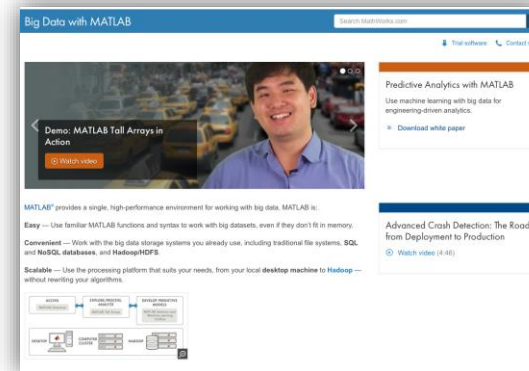 Big Data with MATLAB
Search MathWorks.com
Trial software Contact
Demo: MATLAB Tall Arrays in
Action
Watch video
MATLAB® provides a single, high-performance environment for working with big data. MATLAB is:
Easy — Use familiar MATLAB functions and syntax to work with big datasets, even if they don't fit in memory.
Convenient — Work with the big data storage systems you already use, including traditional file systems, SQL
and NoSQL databases, and Hadoop/HDFS.
Scalable — Use the processing platform that suits your needs, from your local desktop machine to Hadoop —
without rewriting your algorithms.
ACCESS
EXPLORE, PROCESS,
ANALYZE
DEVELOP PREDICTIVE
MODELS
DESKTOP
COMPUTER
CLUSTER
HADOOP
Predictive Analytics with MATLAB
Use machine learning with big data for
engineering-driven analytics.
» Download white paper
Advanced Crash Detection: The Road
from Deployment to Production
Watch video (4:46)